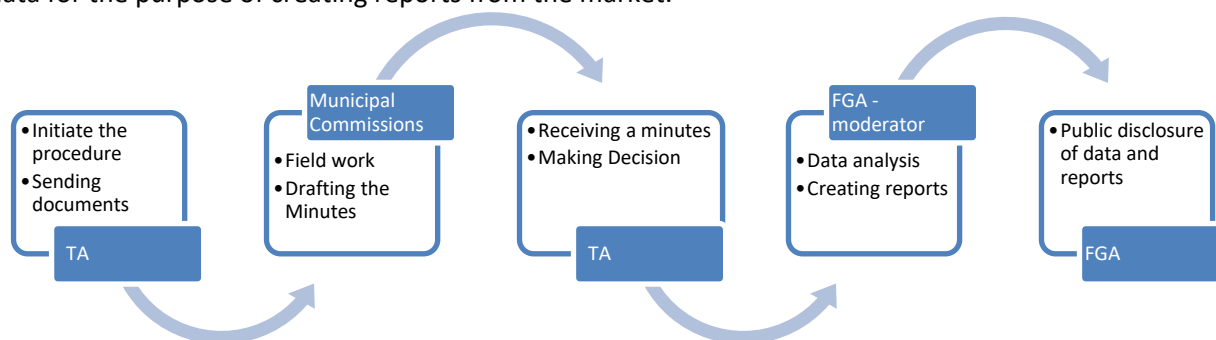 data for the purpose of creating reports from the market.
•Initiate the
procedure
•Sending
documents
TA
Municipal
Commissions
•Field work
•Drafting the
Minutes
•Receiving a minutes
•Making Decision
TA
FGA -
moderator
•Data analysis
•Creating reports
•Public disclosure
of data and
reports
FGA